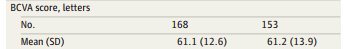 BCVA score, letters
No. 168 153
Mean (SD) 61.1 (12.6) 61.2 (13.9)